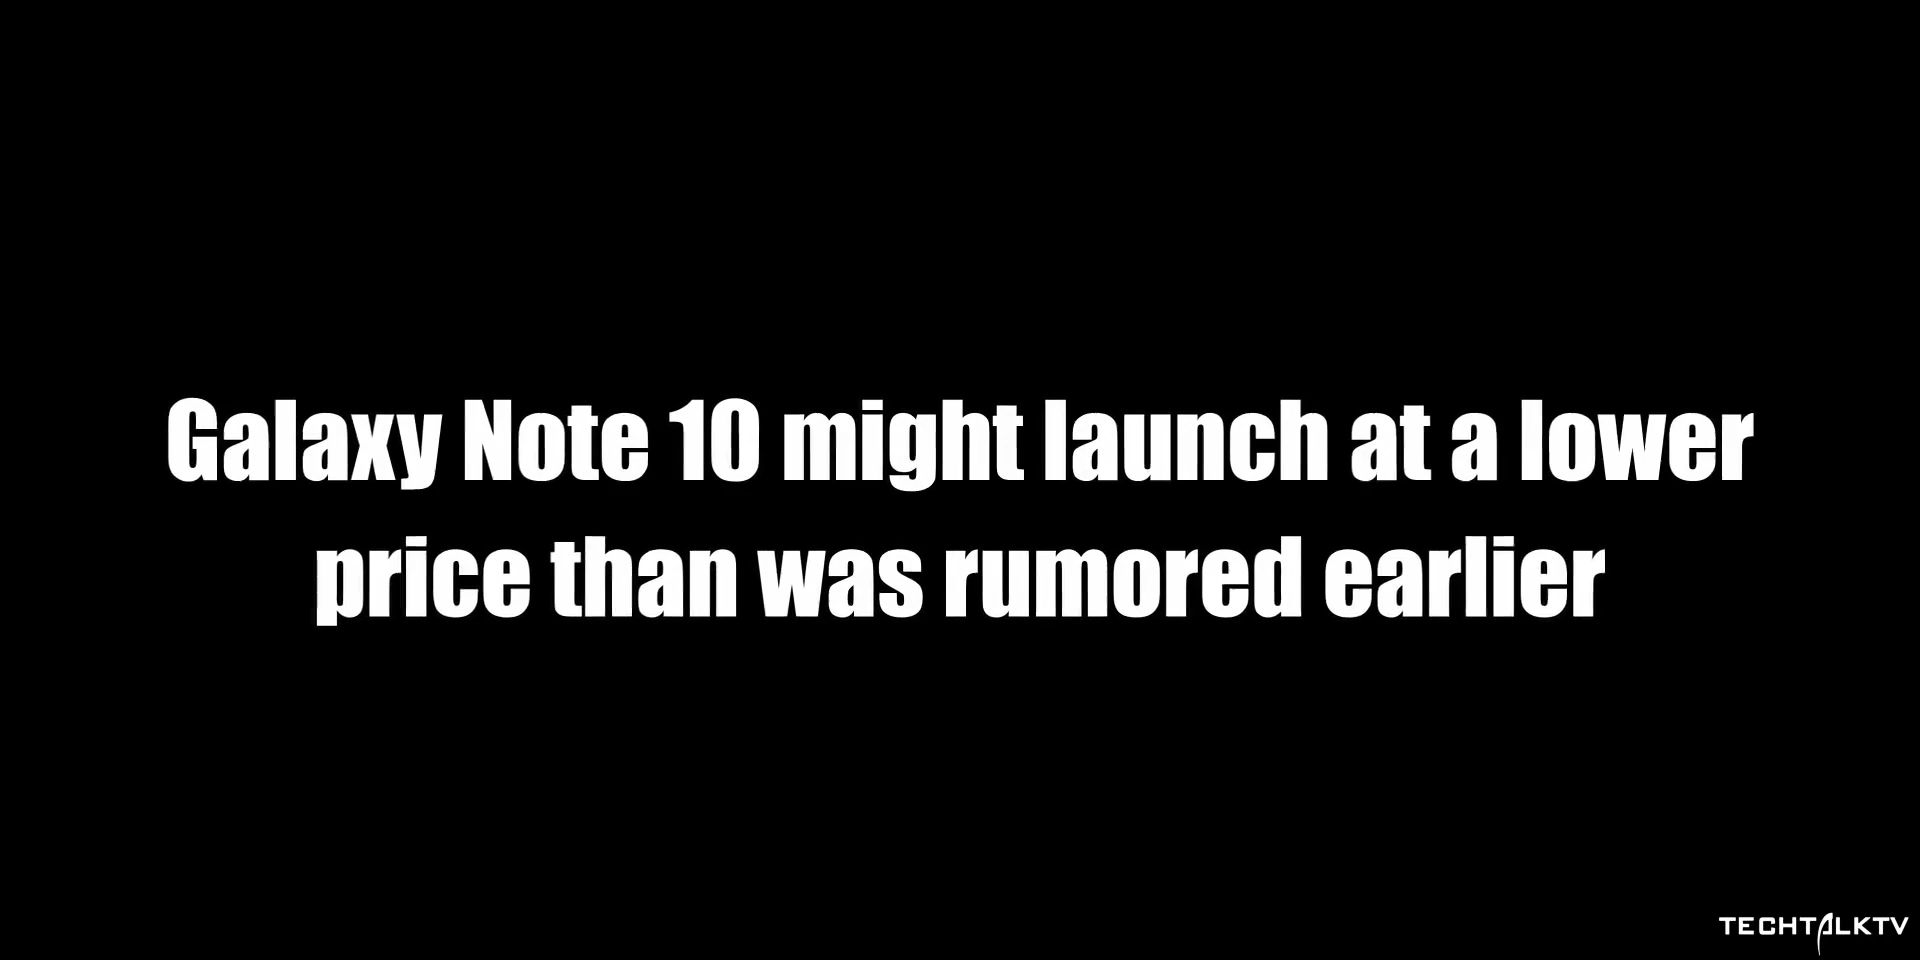 Galaxy Note 10 might launch at a lower
price than was rumored earlier
TECHTALKTV